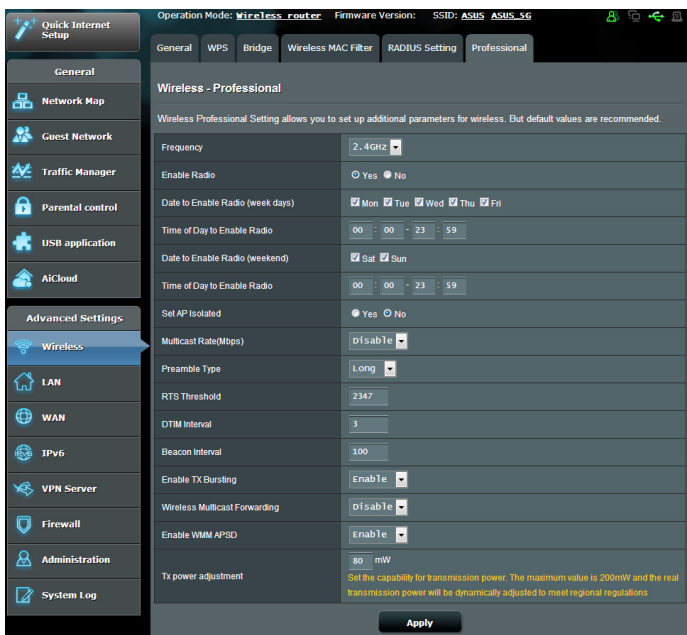 Quick Internet
Setup
General
Network Map
Guest Network
Traffic Manager
Parental control
USB application
AiCloud
Advanced Settings
Wireless
LAN
WAN
IPv6
VPN Server
Firewall
Administration
System Log
Operation Mode: Wireless router Firmware Version: SSID: ASUS ASUS_5G
General WPS Bridge Wireless MAC Filter RADIUS Setting Professional
Wireless - Professional
Wireless Professional Setting allows you to set up additional parameters for wireless. But default values are recommended.
Frequency 2.4GHz
Enable Radio Yes No
Date to Enable Radio (week days) Mon Tue Wed Thu Fri
Time of Day to Enable Radio 00 : 00 - 23 : 59
Date to Enable Radio (weekend) Sat Sun
Time of Day to Enable Radio 00 : 00 - 23 : 59
Set AP Isolated Yes No
Multicast Rate(Mbps) Disable
Preamble Type Long
RTS Threshold 2347
DTIM Interval 3
Beacon Interval 100
Enable TX Bursting Enable
Wireless Multicast Forwarding Disable
Enable WMM APSD Enable
Tx power adjustment 80 mW
Set the capability for transmission power. The maximum value is 200mW and the real
transmission power will be dynamically adjusted to meet regional regulations
Apply